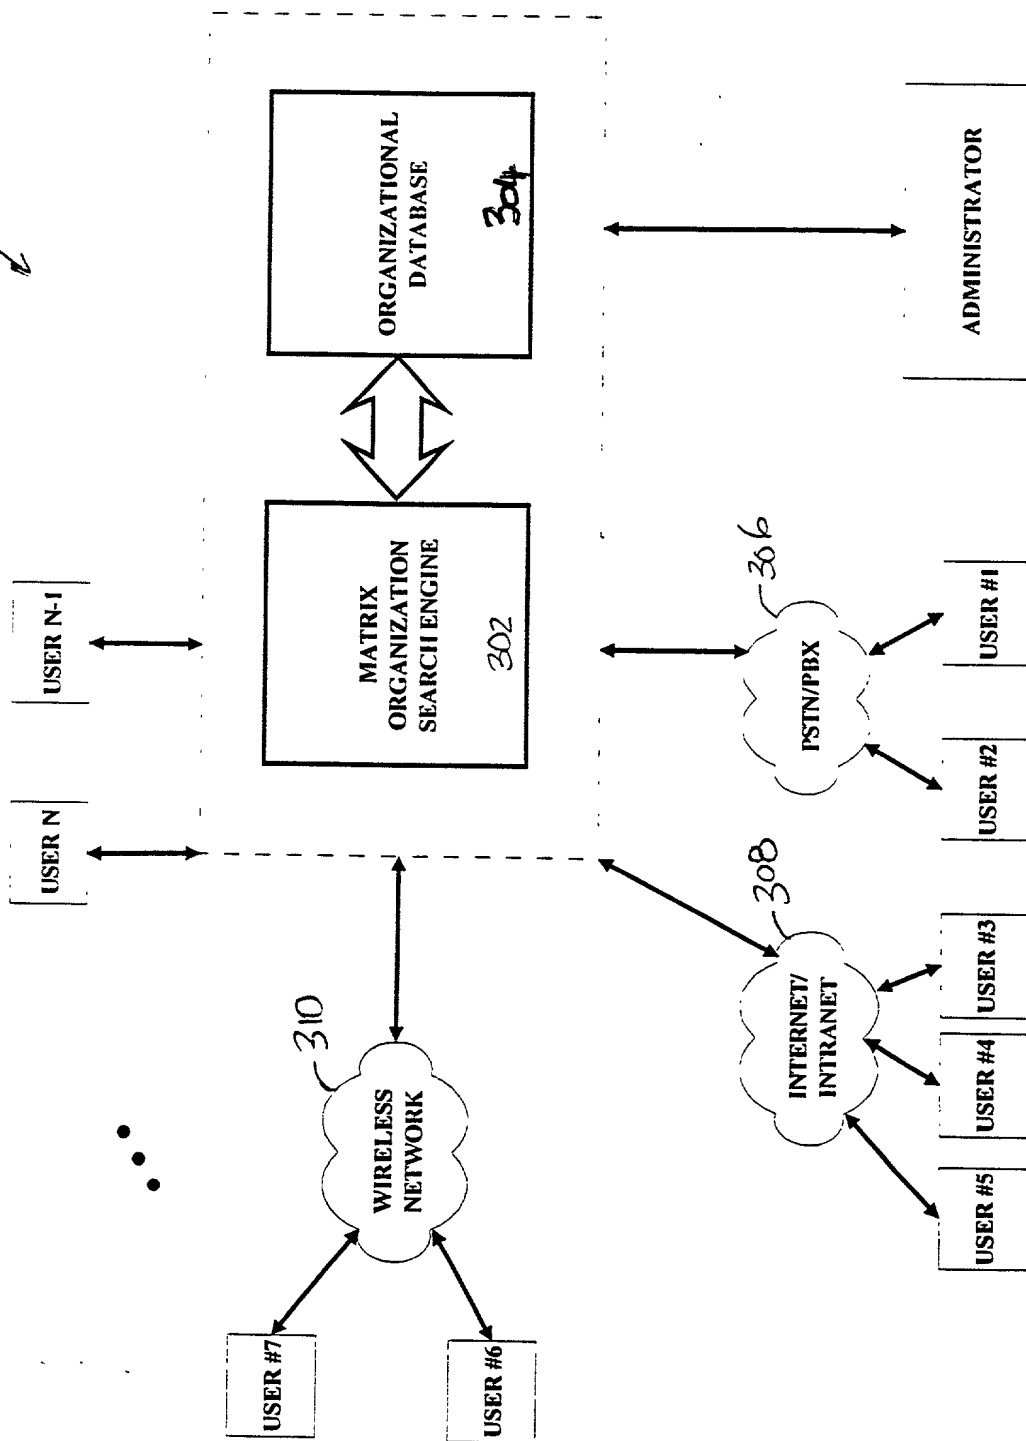 USER #7
USER #6
WIRELESS
NETWORK
310
USER N
USER N-1
MATRIX
ORGANIZATION
SEARCH ENGINE
302
ORGANIZATIONAL
DATABASE
304
INTERNET/
INTRANET
308
PSTN/PBX
306
USER #5
USER #4
USER #3
USER #2
USER #1
ADMINISTRATOR